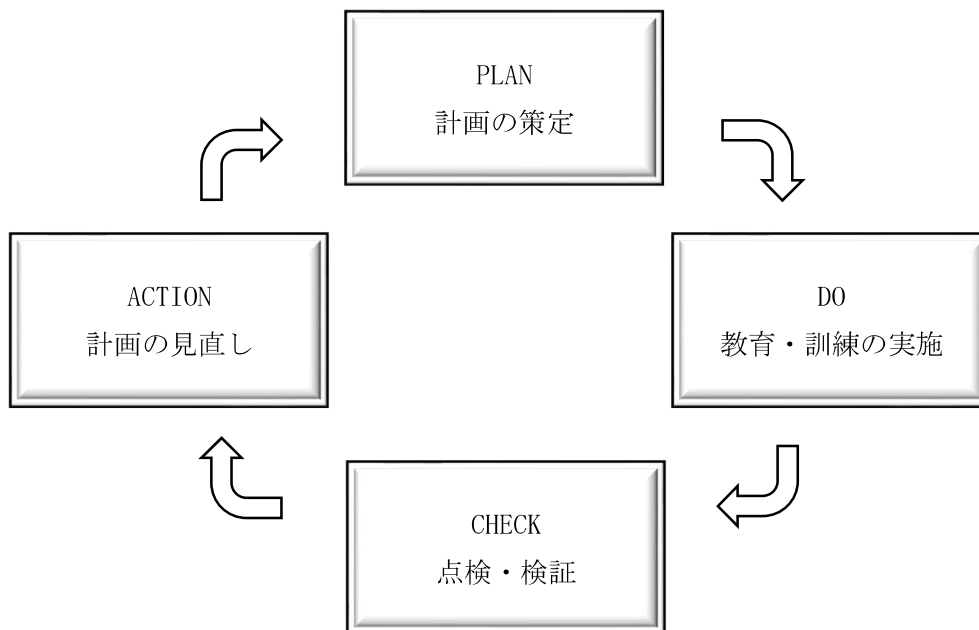 PLAN
計画の策定
ACTION
計画の見直し
DO
教育・訓練の実施
CHECK
点検・検証